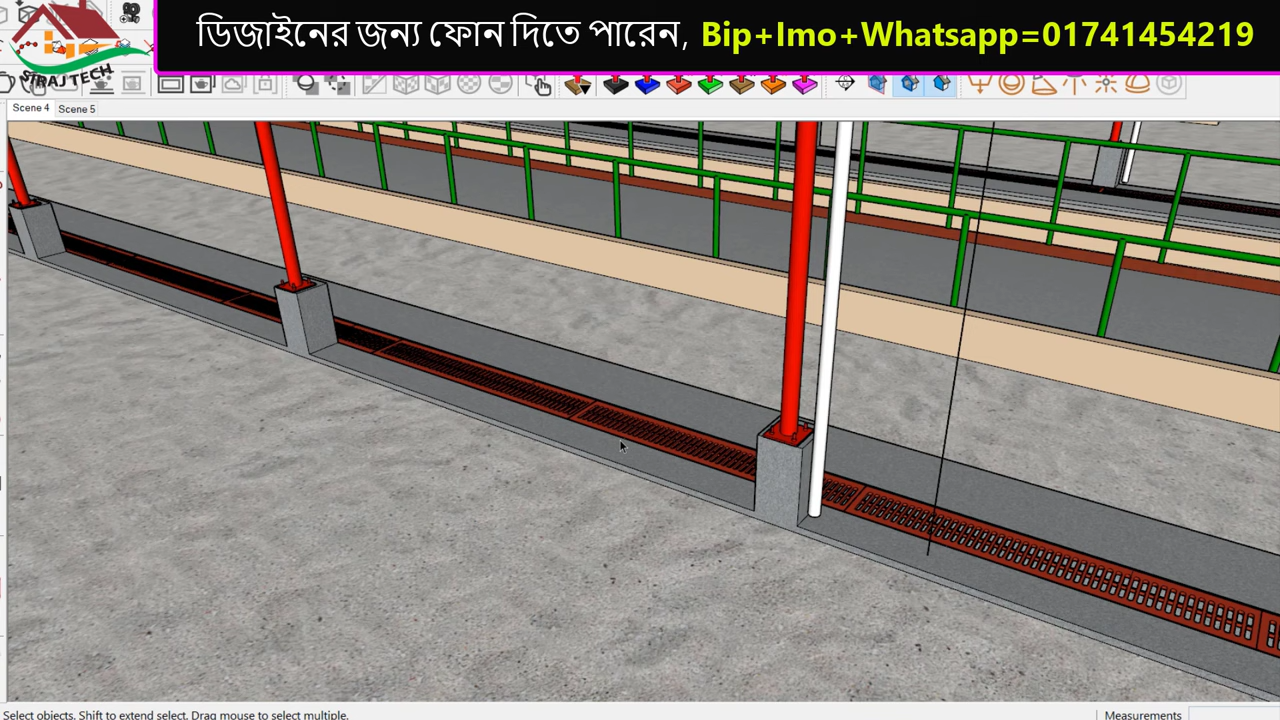 ডিজাইনের জন্য ফোন দিতে পারেন, Bip+Imo+Whatsapp=01741454219
SIRAJ TECH
Scene 4 Scene 5
Select objects. Shift to extend select. Drag mouse to select multiple.
Measurements